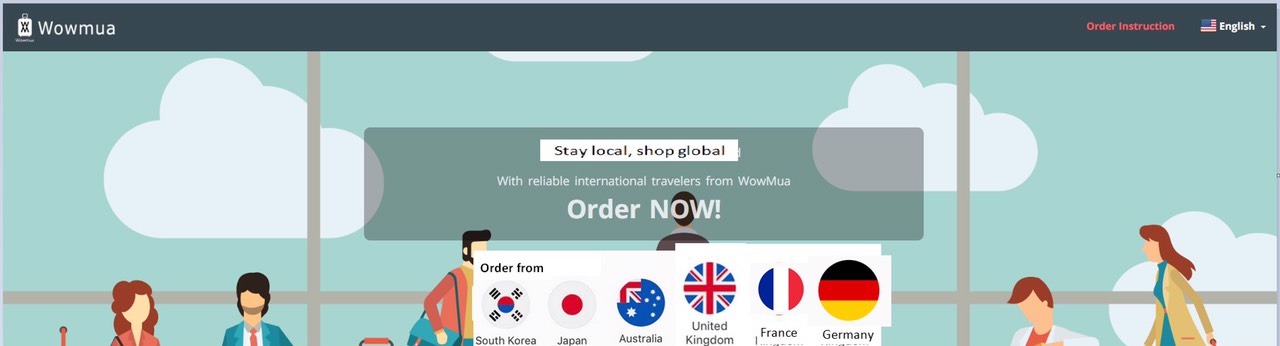 Wowmua
Wowmua
Order Instruction
English
Stay local, shop global
With reliable international travelers from WowMua
Order NOW!
Order from
South Korea
Japan
Australia
United
Kingdom
France
Germany